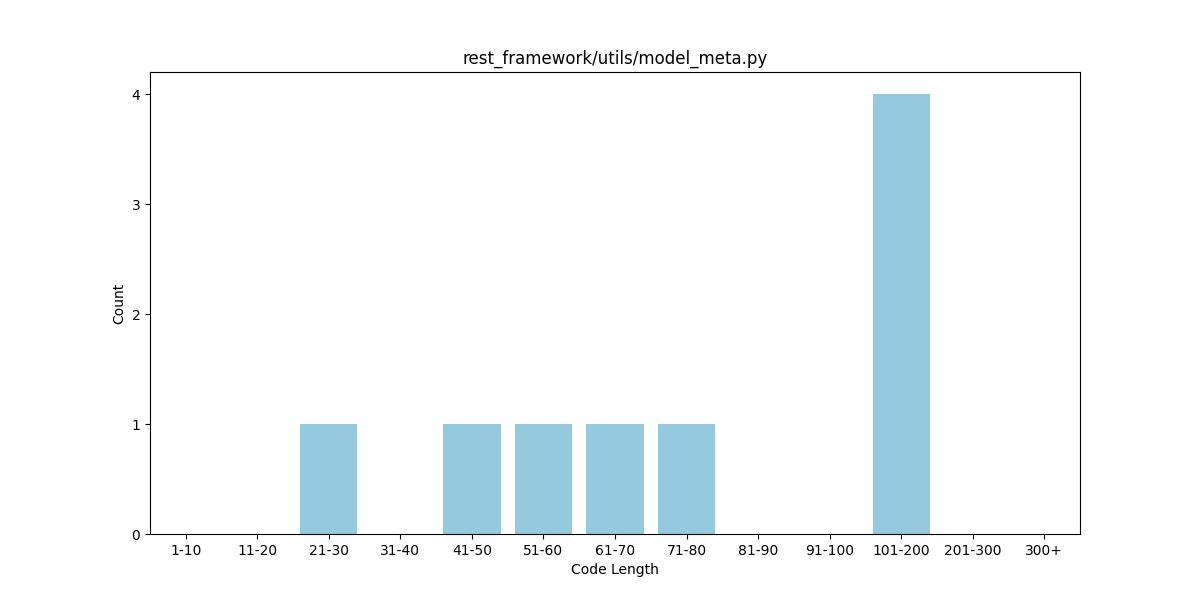 rest_framework/utils/model_meta.py
Count
4
3
2
1
0
1-10 11-20 21-30 31-40 41-50 51-60 61-70 71-80 81-90 91-100 101-200 201-300 300+
Code Length